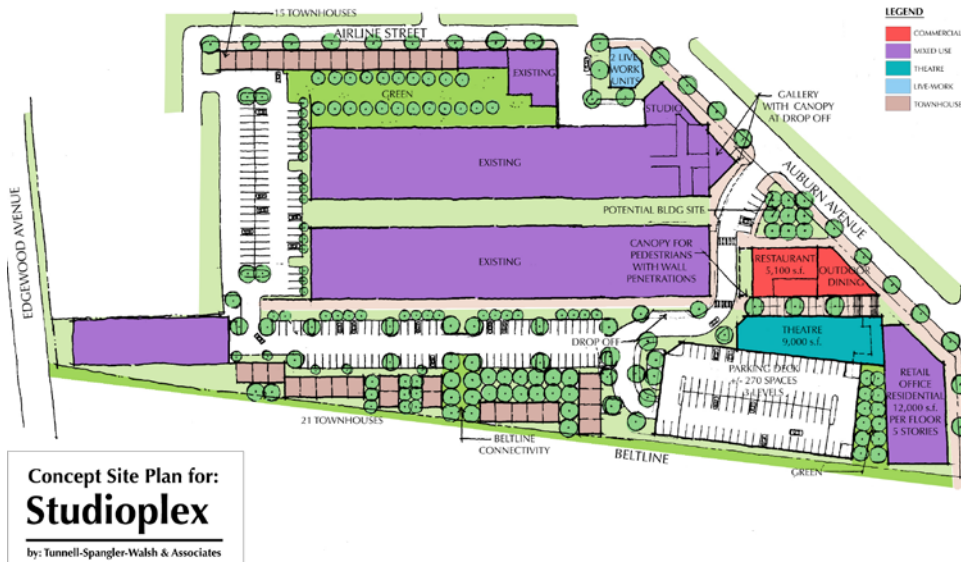 15 TOWNHOUSES
AIRLINE STREET
LEGEND
COMMERCIAL
MIXED USE
THEATRE
LIVE-WORK
TOWNHOUSE
2 LIVE
WORK
UNITS
EXISTING
GREEN
STUDIO
GALLERY
WITH CANOPY
AT DROP OFF
EXISTING
AUBURN AVENUE
POTENTIAL BLDG SITE
EDGEWOOD AVENUE
CANOPY FOR
PEDESTRIANS
WITH WALL
PENETRATIONS
RESTAURANT
5,100 s.f.
OUTDOOR
DINING
EXISTING
DROP OFF
THEATRE
9,000 s.f.
PARKING DECK
+/- 270 SPACES
3 LEVELS
RETAIL
OFFICE
RESIDENTIAL
12,000 s.f.
PER FLOOR
5 STORIES
21 TOWNHOUSES
BELTLINE
CONNECTIVITY
BELTLINE
GREEN
Concept Site Plan for:
Studioplex
by: Tunnell-Spangler-Walsh & Associates